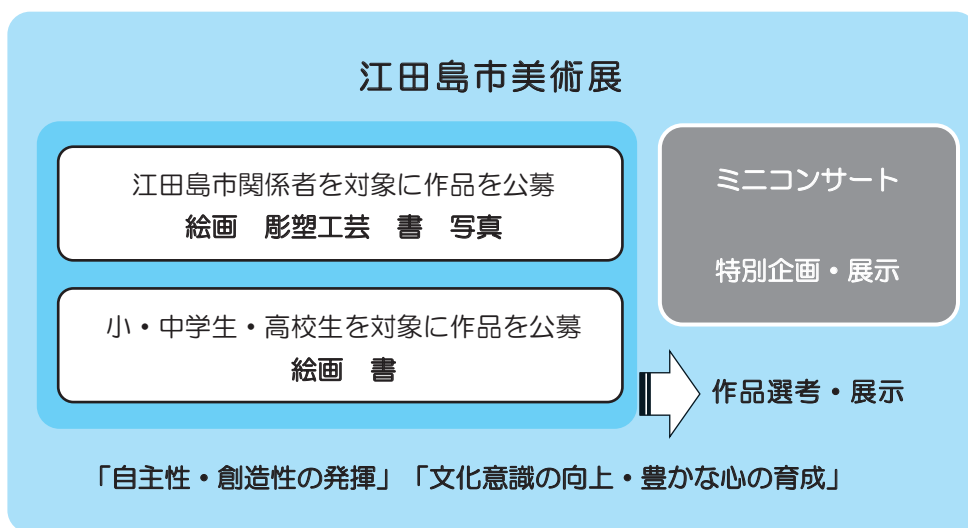 江田島市美術展
江田島市関係者を対象に作品を公募
絵画　彫塑工芸　書　写真
小・中学生・高校生を対象に作品を公募
絵画　書
ミニコンサート
特別企画・展示
作品選考・展示
「自主性・創造性の発揮」「文化意識の向上・豊かな心の育成」